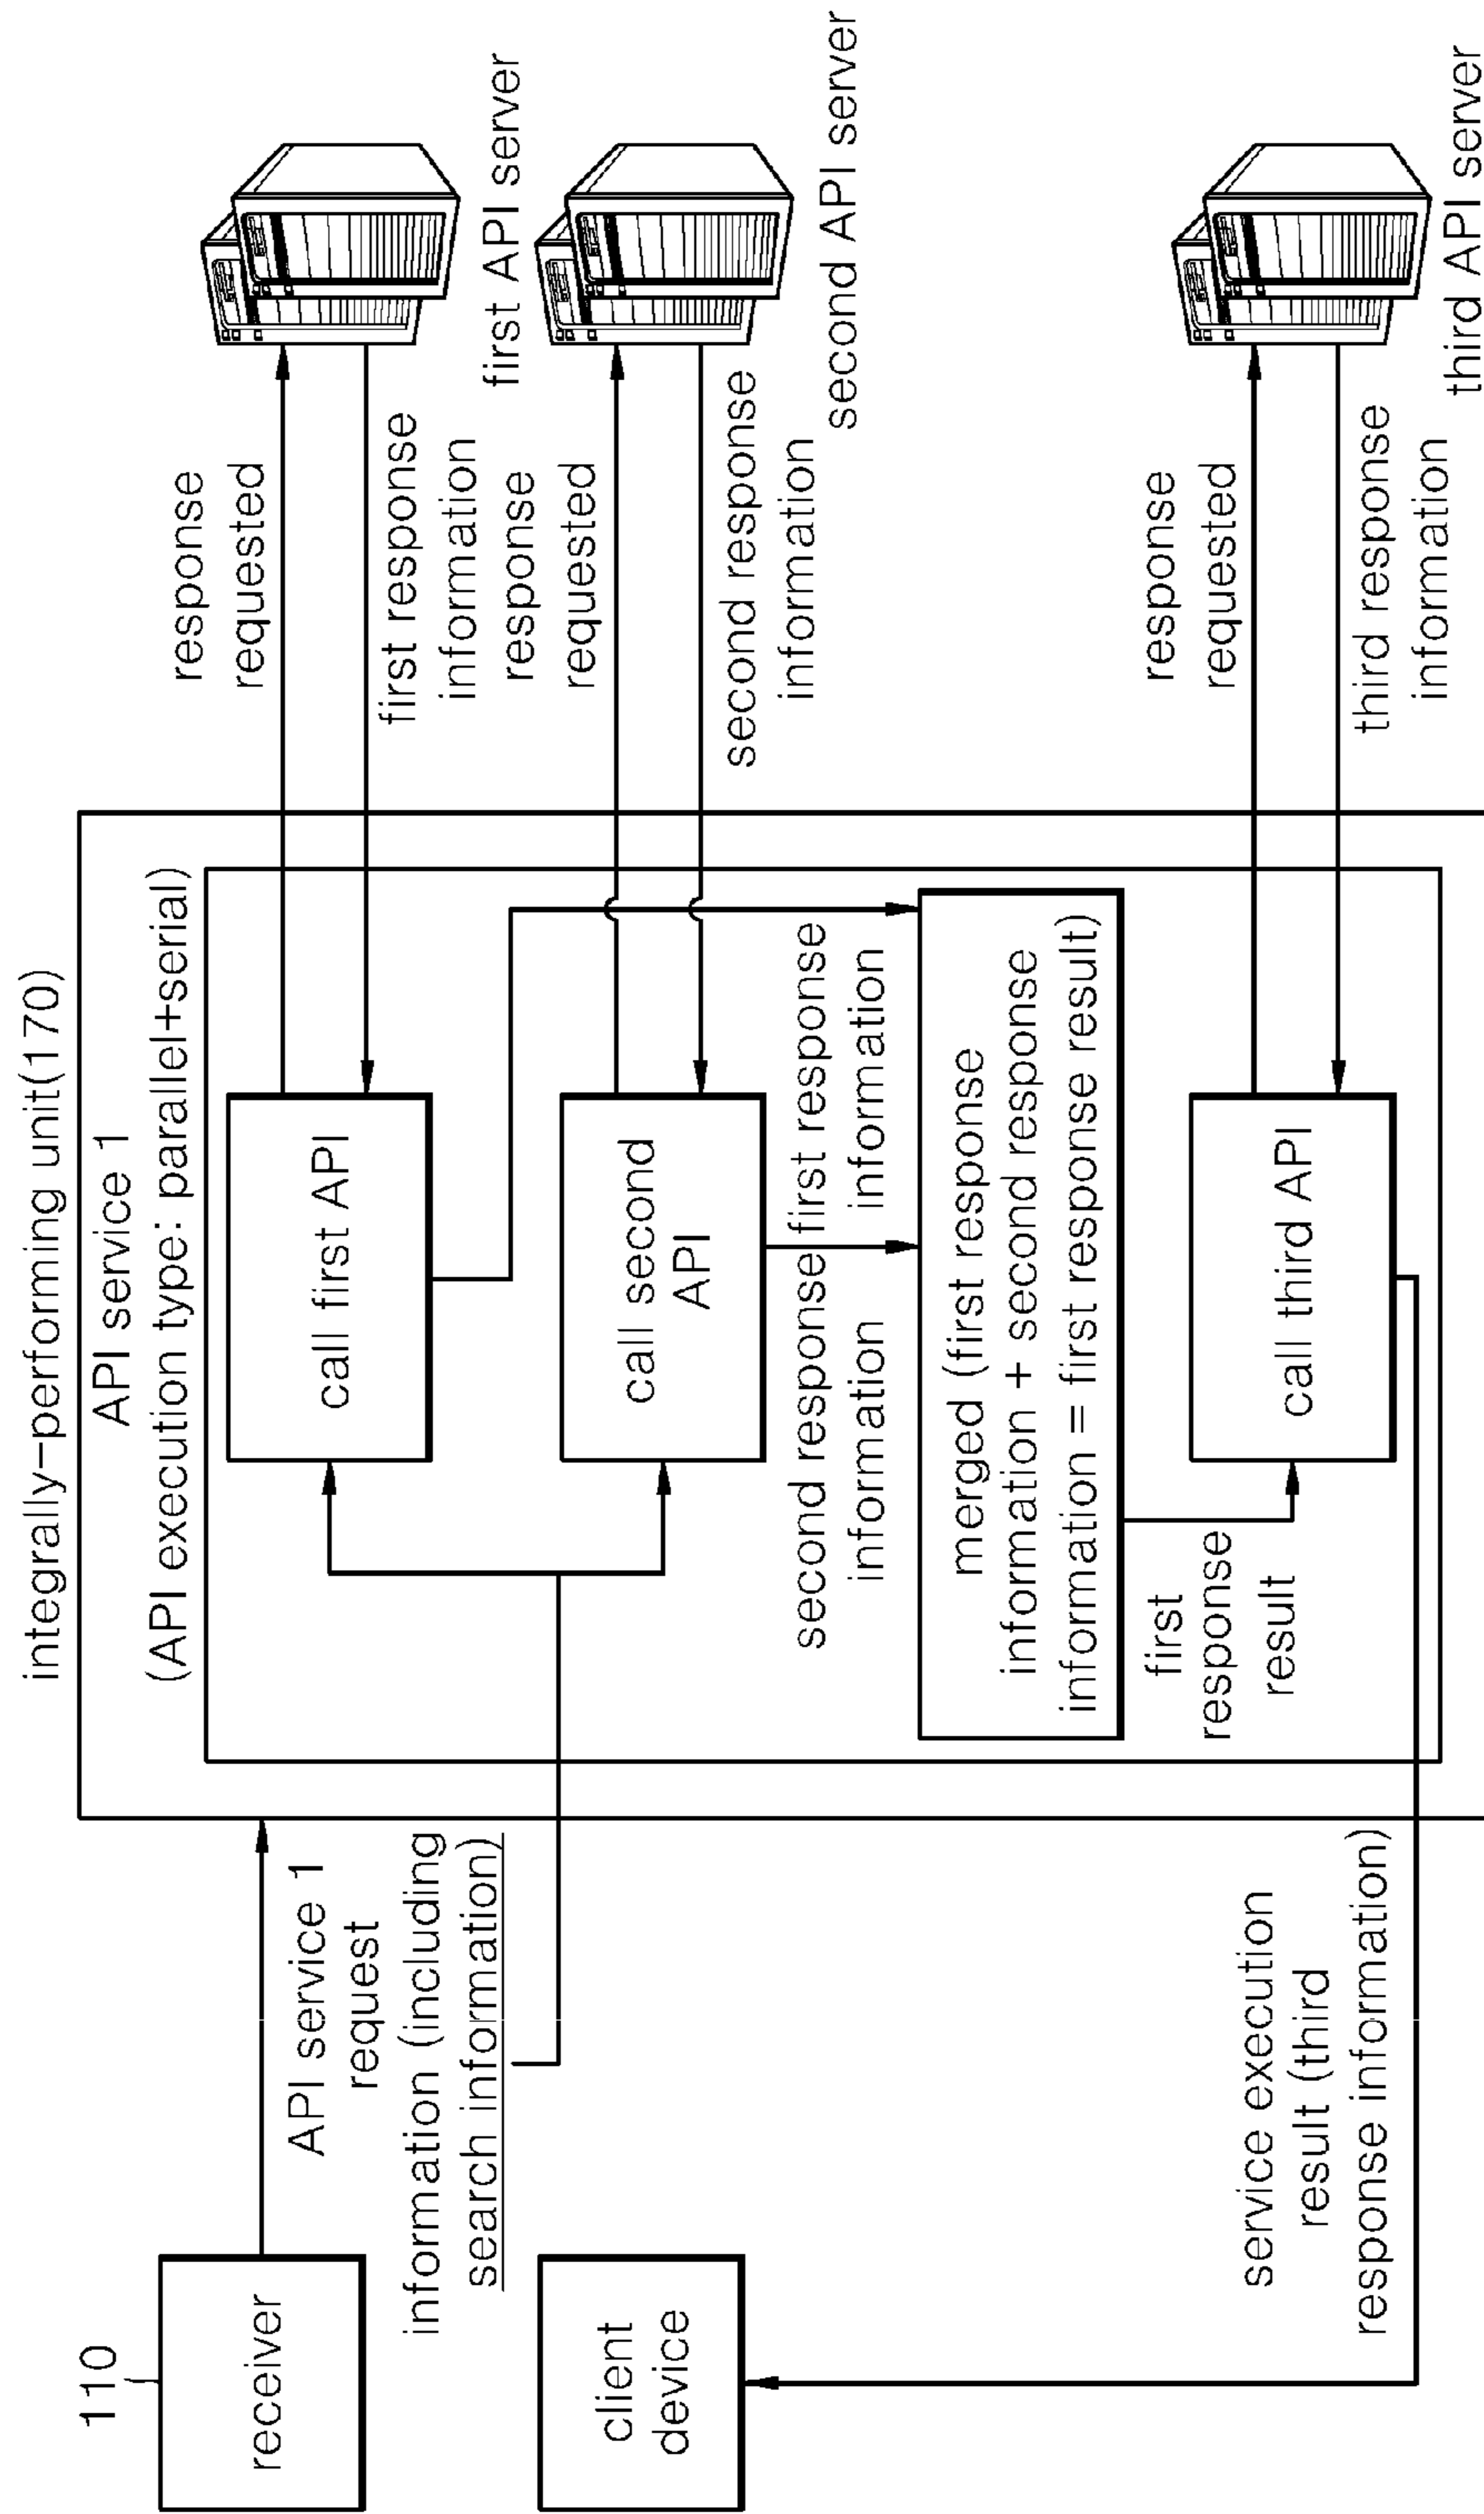 integrally-performing unit(170)
API service 1
(API execution type: parallel+serial)
110
receiver
API service 1
request
information (including
search information)
client
device
service execution
result (third
response information)
call first API
call second
API
second response
information
first response
information
merged (first response
information + second response
information = first response result)
first
response
result
call third API
response
requested
first response
information
first API server
response
requested
second response
information
second API server
response
requested
third response
information
third API server